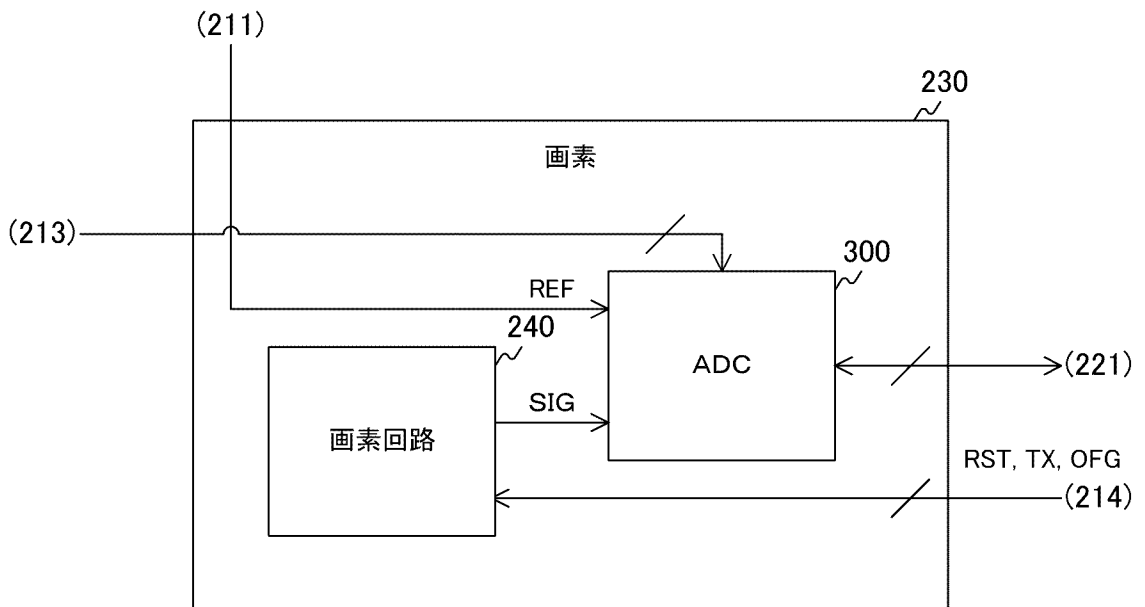 (211)
230
画素
(213)
300
REF
240
ADC
(221)
SIG
画素回路
RST, TX, OFG
(214)